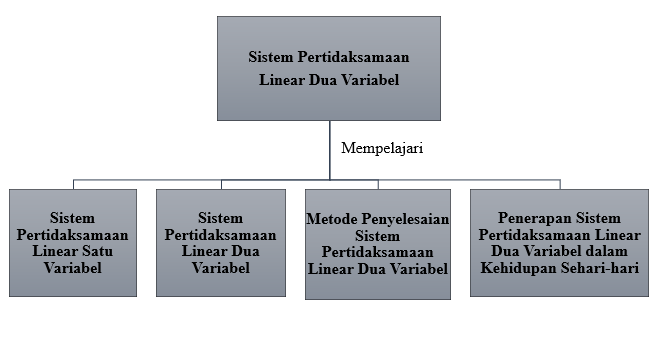 Sistem Pertidaksamaan
Linear Dua Variabel
Mempelajari
Sistem
Pertidaksamaan
Linear Satu
Variabel
Sistem
Pertidaksamaan
Linear Dua
Variabel
Metode Penyelesaian
Sistem
Pertidaksamaan
Linear Dua Variabel
Penerapan Sistem
Pertidaksamaan Linear
Dua Variabel dalam
Kehidupan Sehari-hari